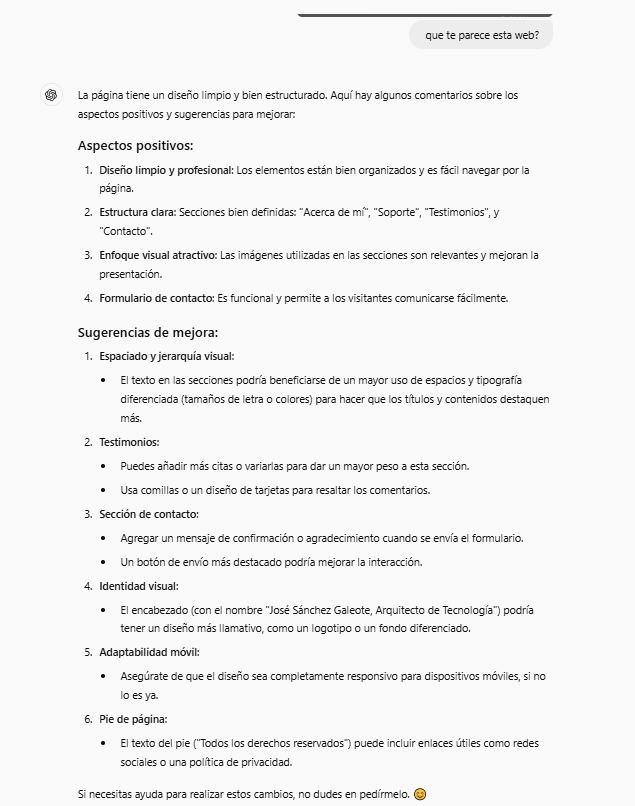 que te parece esta web?
La página tiene un diseño limpio y bien estructurado. Aquí hay algunos comentarios sobre los
aspectos positivos y sugerencias para mejorar:
Aspectos positivos:
1. Diseño limpio y profesional: Los elementos están bien organizados y es fácil navegar por la
página.
2. Estructura clara: Secciones bien definidas: "Acerca de mí", "Soporte", "Testimonios", y
"Contacto".
3. Enfoque visual atractivo: Las imágenes utilizadas en las secciones son relevantes y mejoran la
presentación.
4. Formulario de contacto: Es funcional y permite a los visitantes comunicarse fácilmente.
Sugerencias de mejora:
1. Espaciado y jerarquía visual:
• El texto en las secciones podría beneficiarse de un mayor uso de espacios y tipografía
diferenciada (tamaños de letra o colores) para hacer que los títulos y contenidos destaquen
más.
2. Testimonios:
• Puedes añadir más citas o variarlas para dar un mayor peso a esta sección.
• Usa comillas o un diseño de tarjetas para resaltar los comentarios.
3. Sección de contacto:
• Agregar un mensaje de confirmación o agradecimiento cuando se envía el formulario.
• Un botón de envío más destacado podría mejorar la interacción.
4. Identidad visual:
• El encabezado (con el nombre "José Sánchez Galeote, Arquitecto de Tecnología") podría
tener un diseño más llamativo, como un logotipo o un fondo diferenciado.
5. Adaptabilidad móvil:
• Asegúrate de que el diseño sea completamente responsivo para dispositivos móviles, si no
lo es ya.
6. Pie de página:
• El texto del pie ("Todos los derechos reservados") puede incluir enlaces útiles como redes
sociales o una política de privacidad.
Si necesitas ayuda para realizar estos cambios, no dudes en pedírmelo. 😊